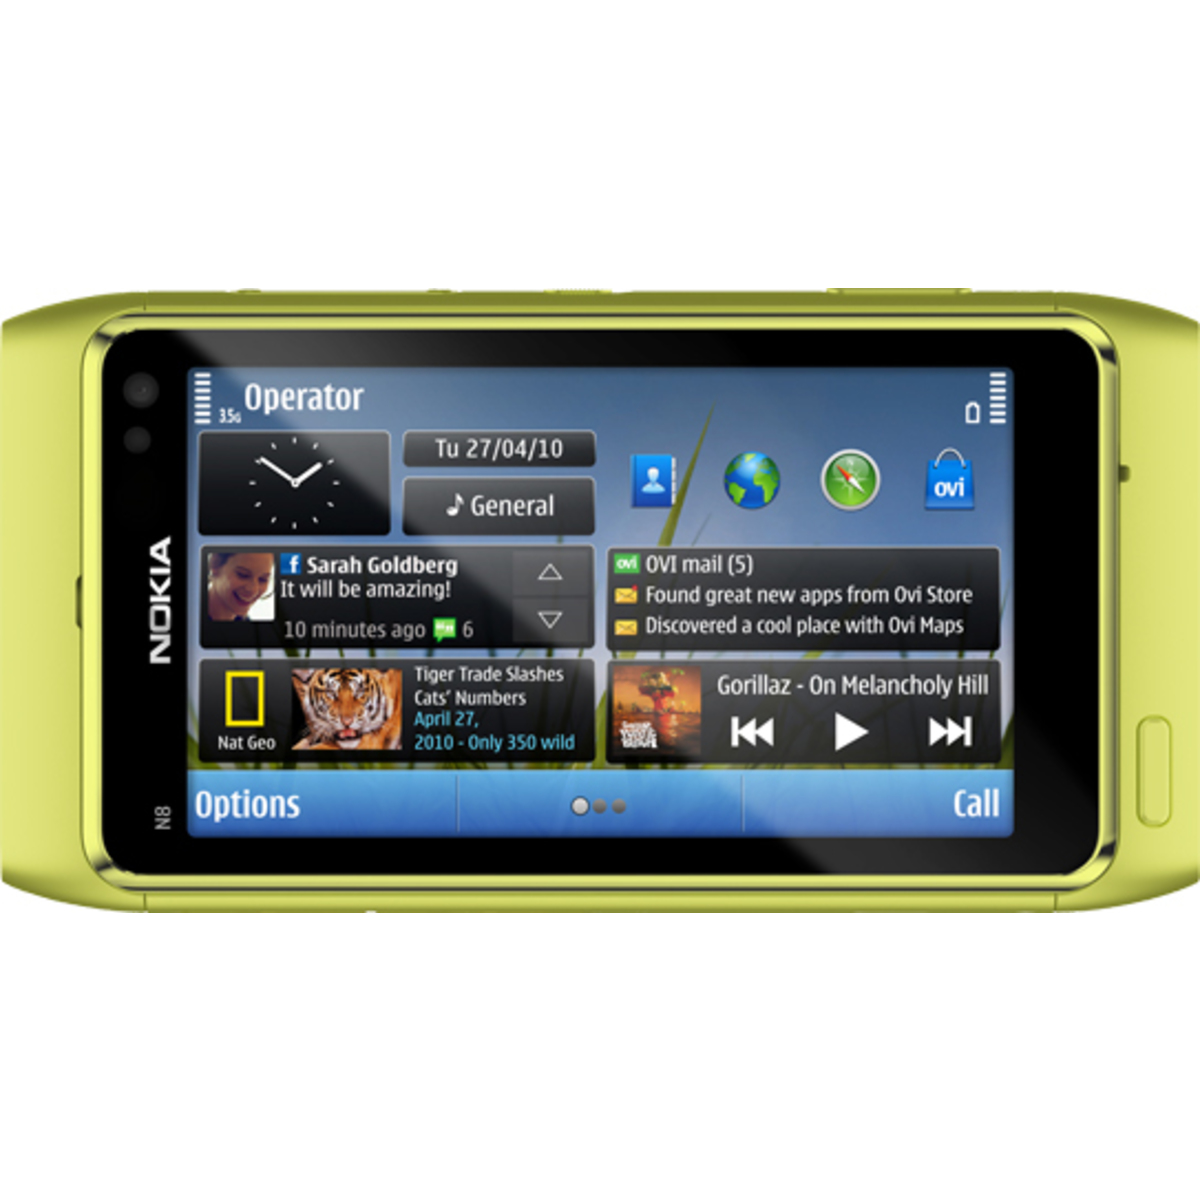 Operator
3.5G
Tu 27/04/10
General
ovi
f Sarah Goldberg
It will be amazing!
10 minutes ago 6
ovi OVI mail (5)
Found great new apps from Ovi Store
Discovered a cool place with Ovi Maps
Nat Geo
Tiger Trade Slashes
Cats' Numbers
April 27,
2010 - Only 350 wild
Gorillaz - On Melancholy Hill
Options
Call
NOKIA
N8